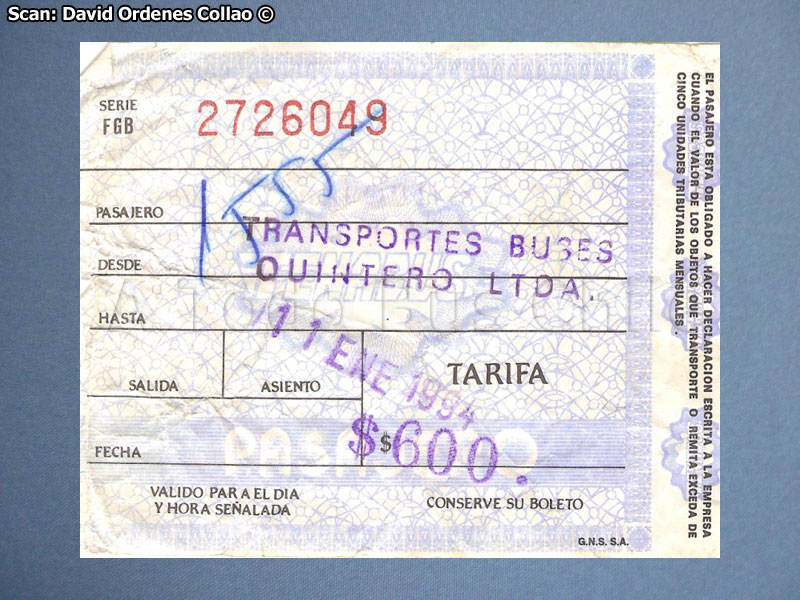 Scan: David Ordenes Collao ©
SERIE
FGB
2726049
PASAJERO
TRANSPORTES BUSES
DESDE
QUINTERO LTDA.
HASTA
11 ENE 1994
SALIDA
ASIENTO
TARIFA
$ $600.
FECHA
VALIDO PARA EL DIA
Y HORA SEÑALADA
CONSERVE SU BOLETO
G.N.S. S.A.
EL PASAJERO ESTA OBLIGADO A HACER DECLARACION ESCRITA A LA EMPRESA
CUANDO EL VALOR DE LOS OBJETOS QUE TRANSPORTE O REMITA EXCEDA DE
CINCO UNIDADES TRIBUTARIAS MENSUALES.